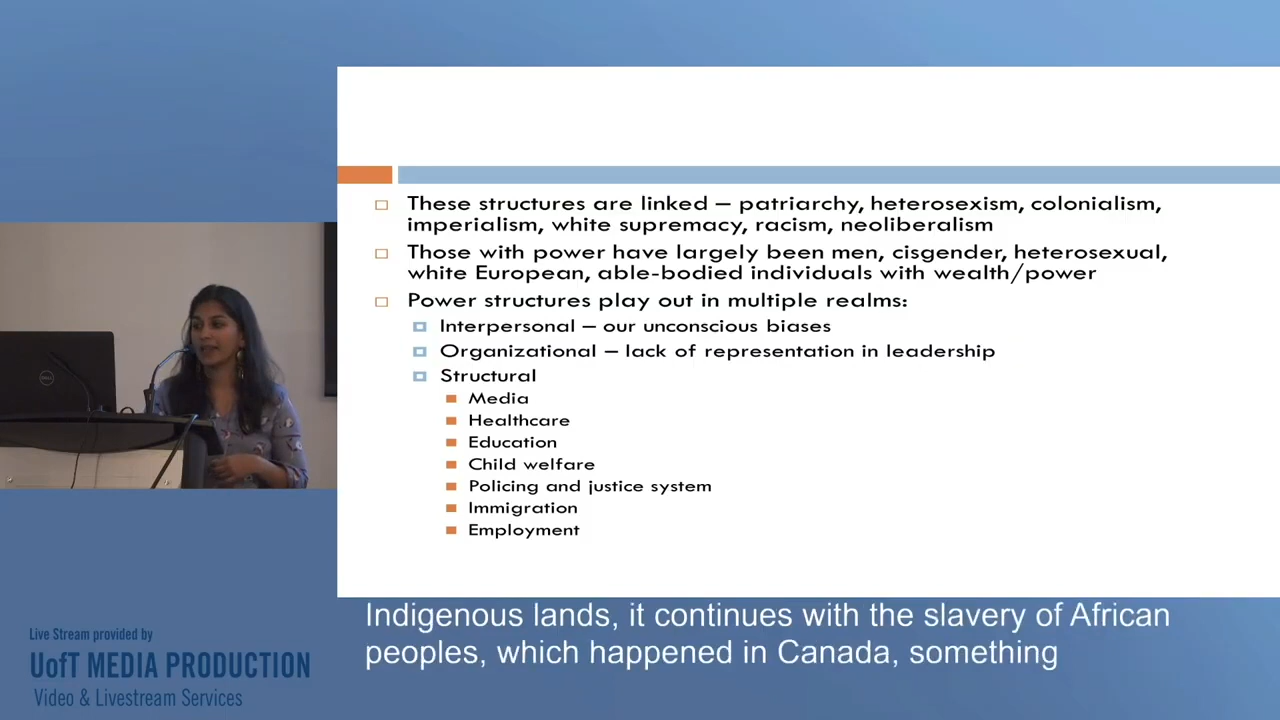 These structures are linked – patriarchy, heterosexism, colonialism,
imperialism, white supremacy, racism, neoliberalism
Those with power have largely been men, cisgender, heterosexual,
white European, able-bodied individuals with wealth/power
Power structures play out in multiple realms:
Interpersonal – our unconscious biases
Organizational – lack of representation in leadership
Structural
Media
Healthcare
Education
Child welfare
Policing and justice system
Immigration
Employment
Indigenous lands, it continues with the slavery of African
peoples, which happened in Canada, something
Live Stream provided by
UofT MEDIA PRODUCTION
Video & Livestream Services
DELL